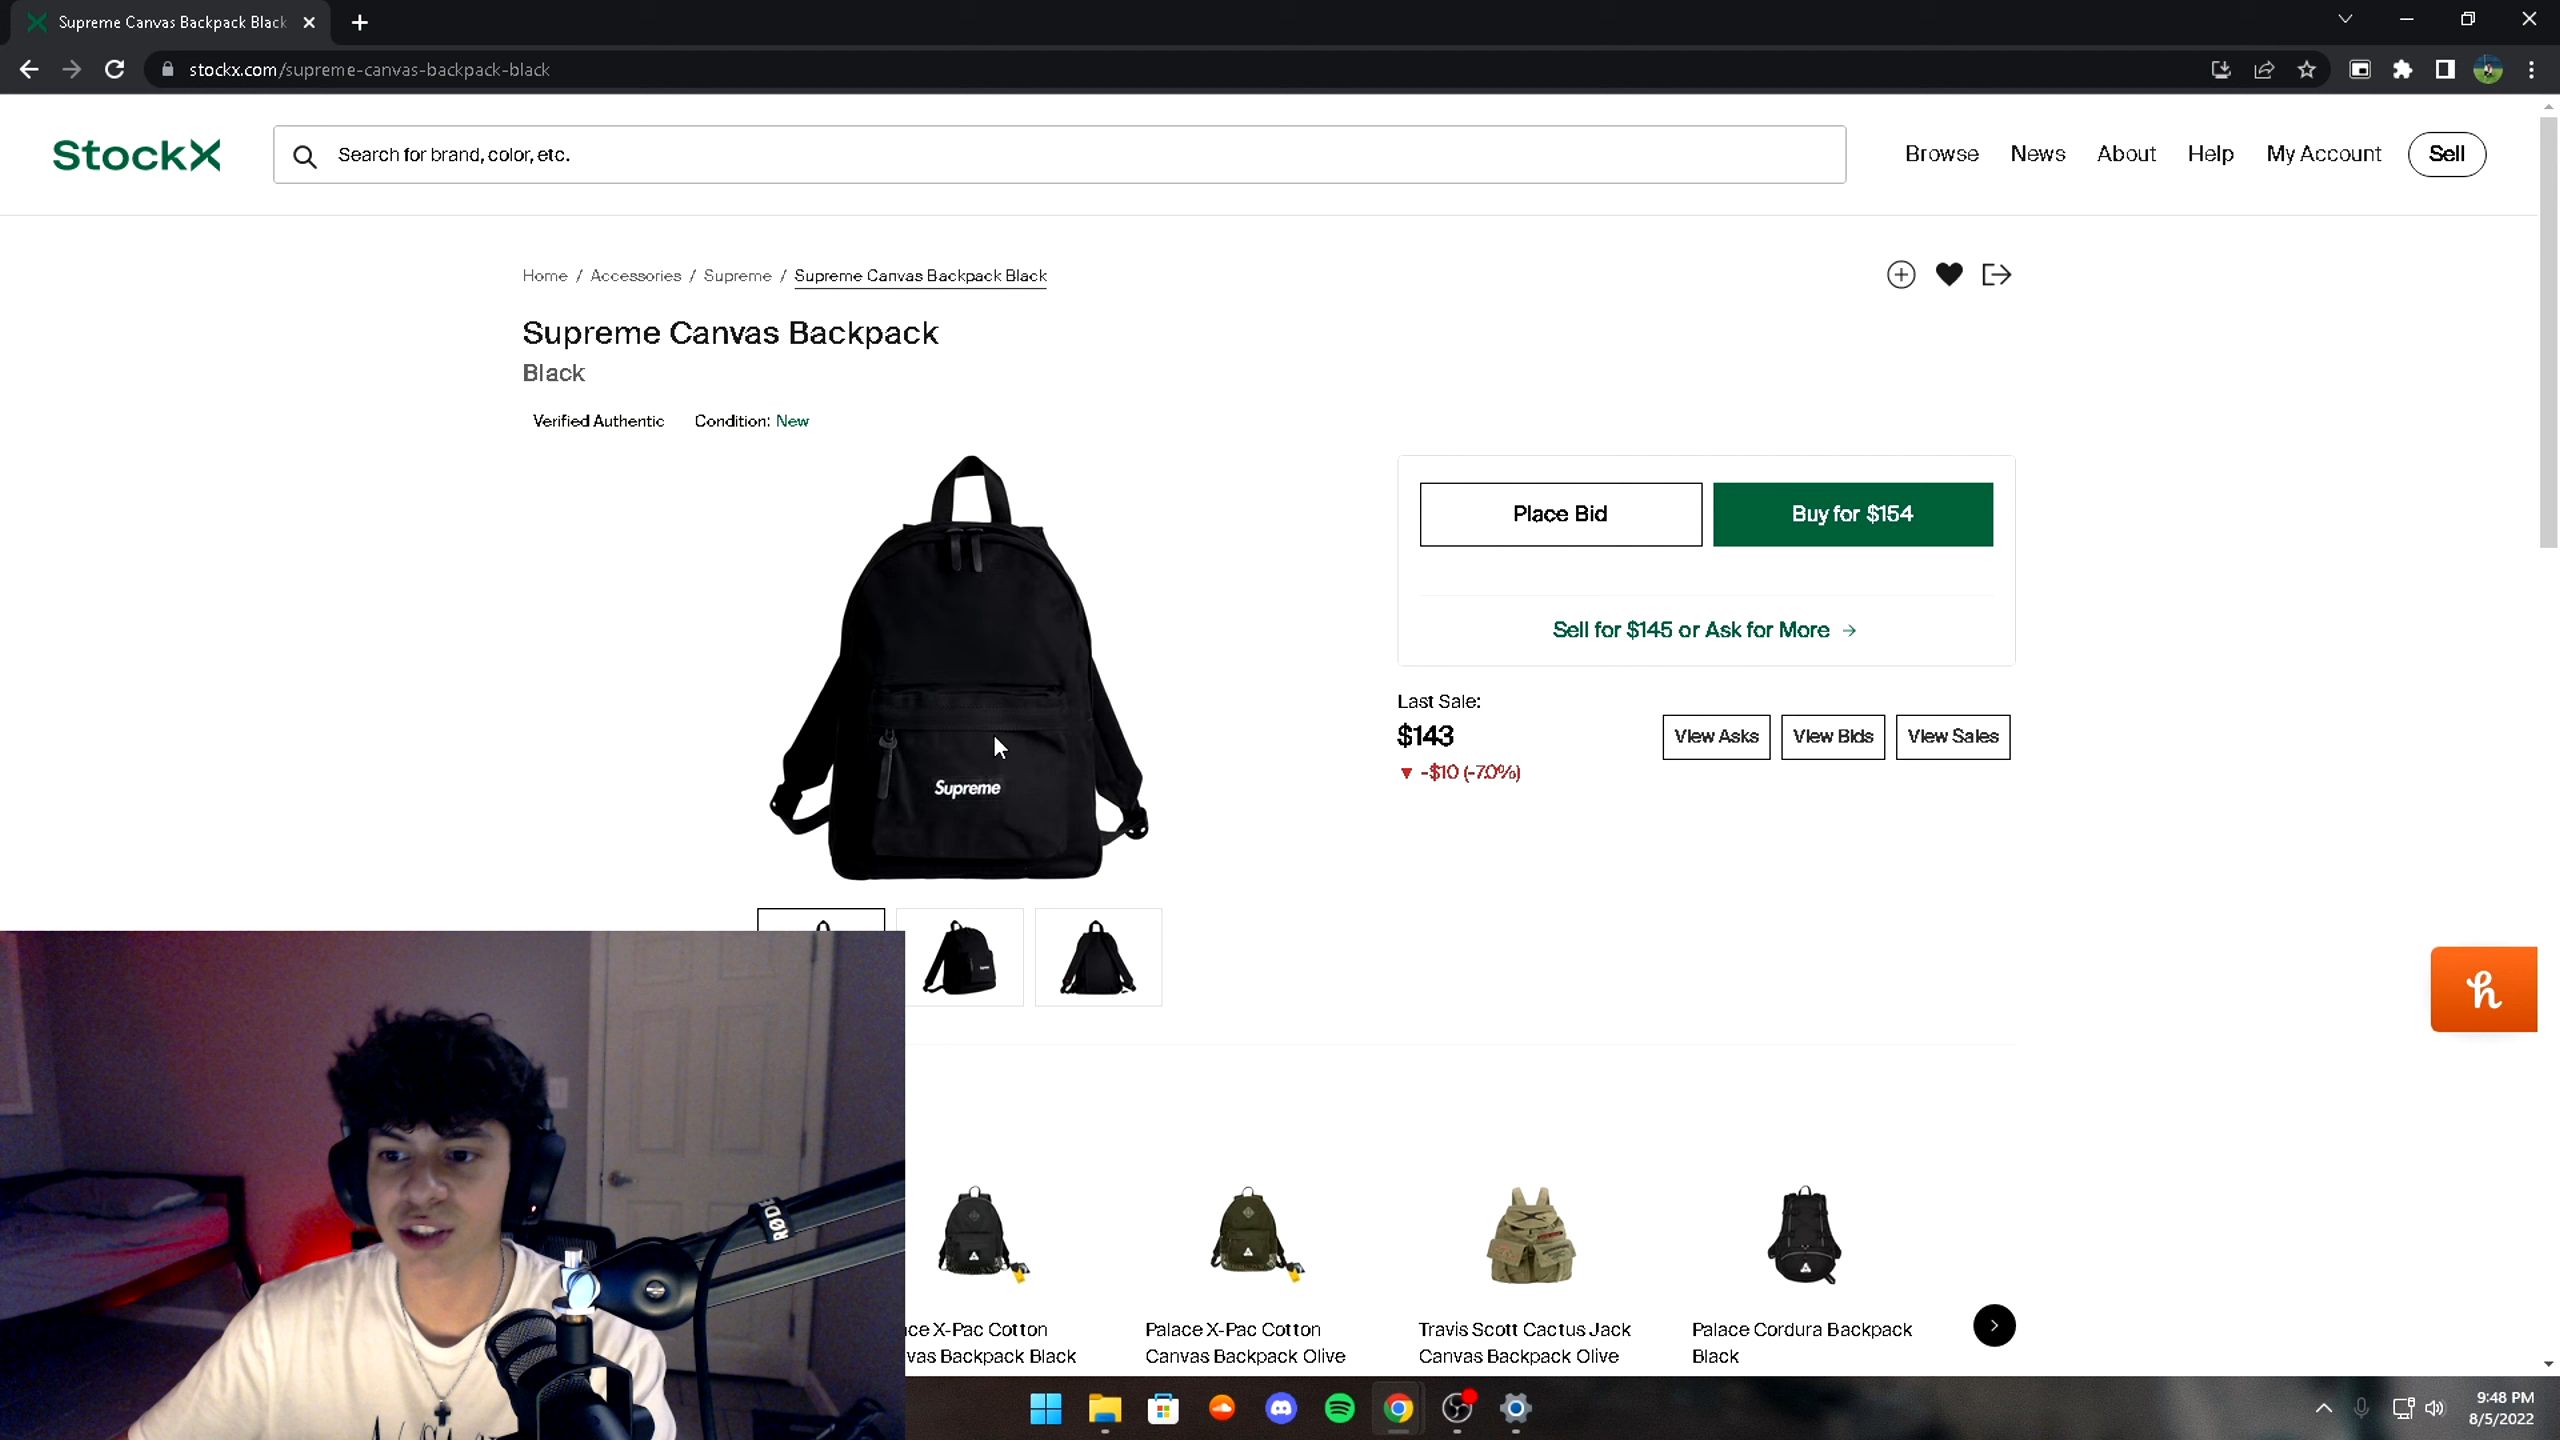 Supreme Canvas Backpack Black
stockx.com/supreme-canvas-backpack-black
StockX
Search for brand, color, etc.
Browse News About Help My Account Sell
Home / Accessories / Supreme / Supreme Canvas Backpack Black
Supreme Canvas Backpack
Black
Verified Authentic Condition: New
Supreme
Place Bid Buy for $154
Sell for $145 or Ask for More →
Last Sale:
$143
▼ -$10 (-7.0%)
View Asks View Bids View Sales
RØDE
X-Pac Cotton
Backpack Black
Palace X-Pac Cotton
Canvas Backpack Olive
Travis Scott Cactus Jack
Canvas Backpack Olive
Palace Cordura Backpack
Black
9:48 PM
8/5/2022